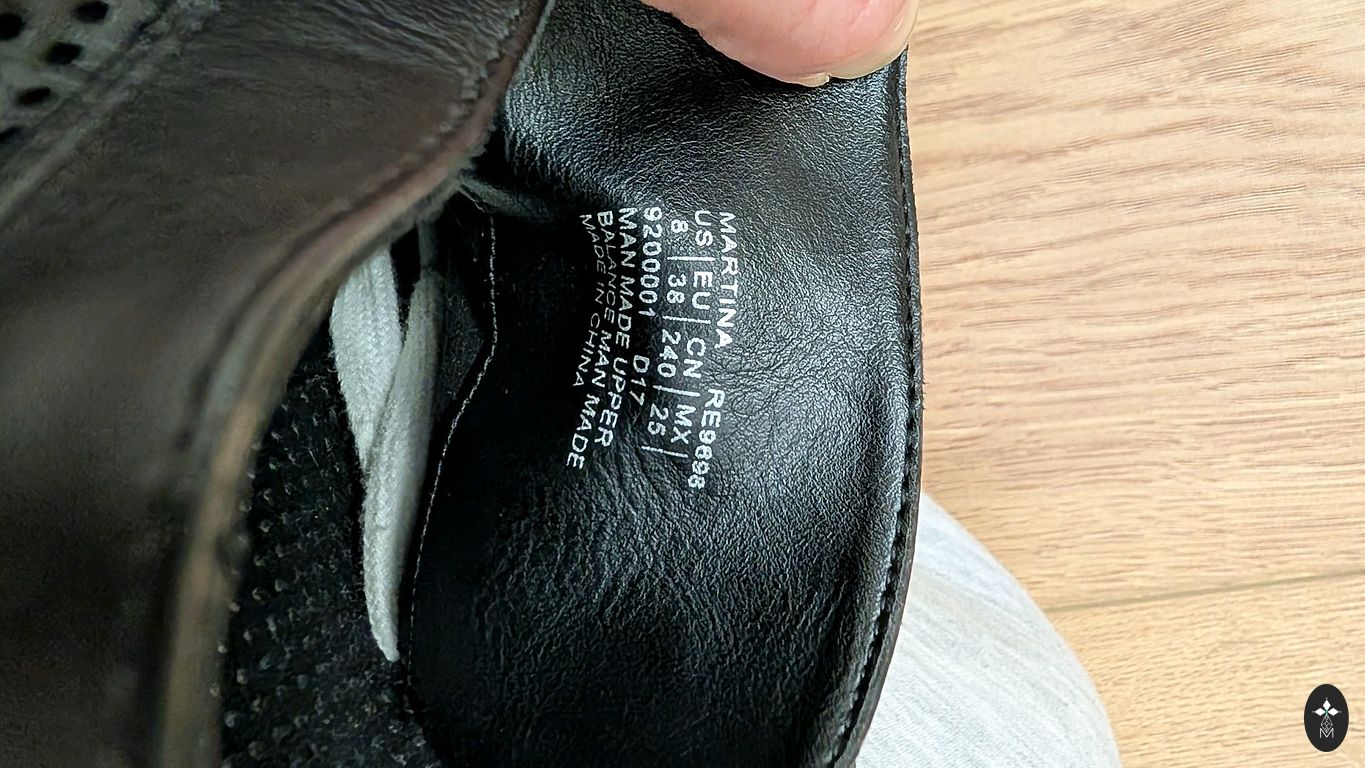 MARTINA RE9698
US | EU | CN | MX |
8 | 38 | 240 | 25 |
9200001 D17
MAN MADE UPPER
BALANCE MAN MADE
MADE IN CHINA
M